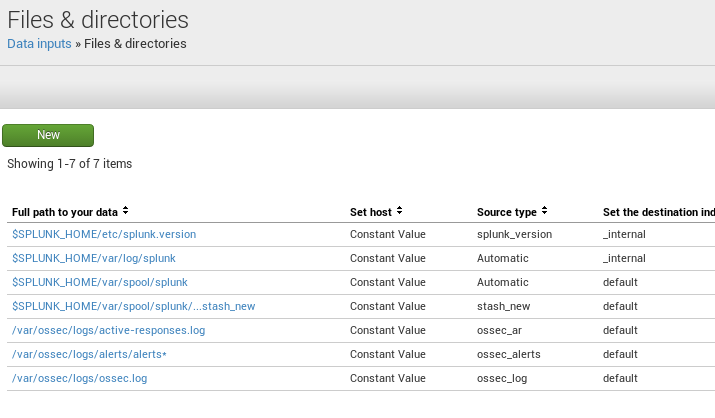 Files & directories
Data inputs » Files & directories
New
Showing 1-7 of 7 items
Full path to your data Set host Source type Set the destination ind
$SPLUNK_HOME/etc/splunk.version Constant Value splunk_version _internal
$SPLUNK_HOME/var/log/splunk Constant Value Automatic _internal
$SPLUNK_HOME/var/spool/splunk Constant Value Automatic default
$SPLUNK_HOME/var/spool/splunk/...stash_new Constant Value stash_new default
/var/ossec/logs/active-responses.log Constant Value ossec_ar default
/var/ossec/logs/alerts/alerts* Constant Value ossec_alerts default
/var/ossec/logs/ossec.log Constant Value ossec_log default